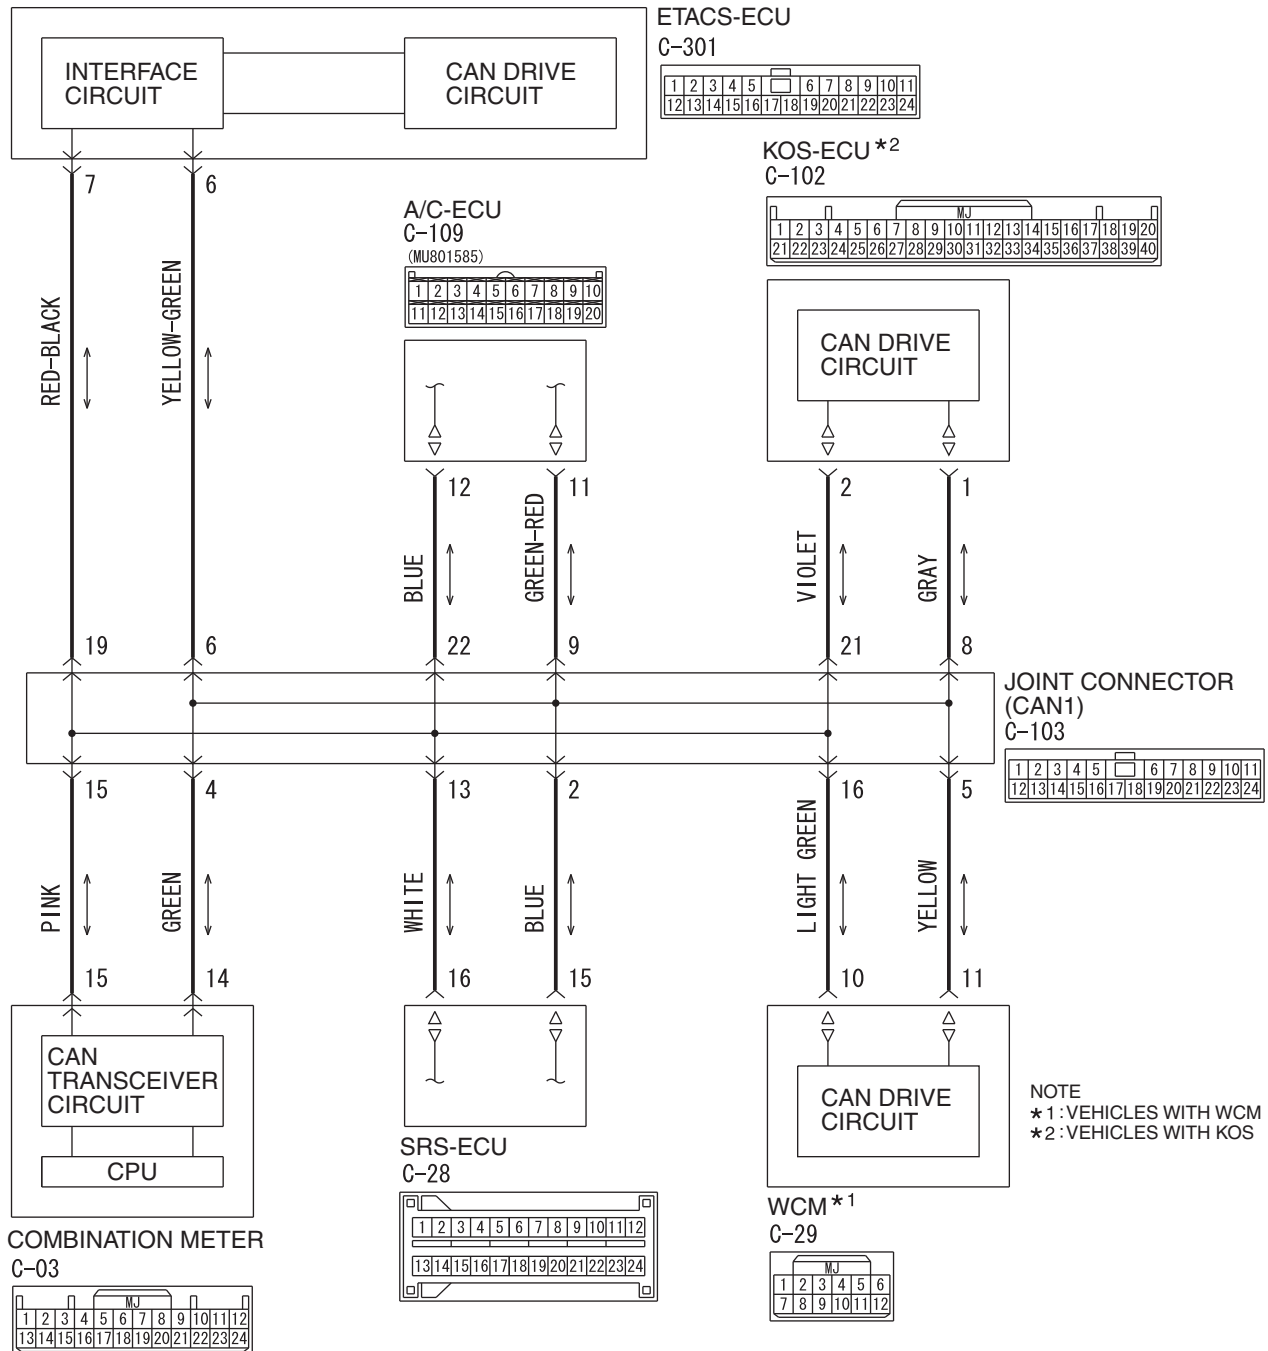 ETACS-ECU
C-301
INTERFACE
CIRCUIT
CAN DRIVE
CIRCUIT
1 2 3 4 5 6 7 8 9 10 11
12 13 14 15 16 17 18 19 20 21 22 23 24
KOS-ECU *2
C-102
MJ
1 2 3 4 5 6 7 8 9 10 11 12 13 14 15 16 17 18 19 20
21 22 23 24 25 26 27 28 29 30 31 32 33 34 35 36 37 38 39 40
7 6
A/C-ECU
C-109
(MU801585)
1 2 3 4 5 6 7 8 9 10
11 12 13 14 15 16 17 18 19 20
RED-BLACK
YELLOW-GREEN
CAN DRIVE
CIRCUIT
12 11 2 1
BLUE
GREEN-RED
VIOLET
GRAY
19 6 22 9 21 8
JOINT CONNECTOR
(CAN1)
C-103
1 2 3 4 5 6 7 8 9 10 11
12 13 14 15 16 17 18 19 20 21 22 23 24
15 4 13 2 16 5
PINK
GREEN
WHITE
BLUE
LIGHT GREEN
YELLOW
15 14 16 15 10 11
CAN
TRANSCEIVER
CIRCUIT
CPU
CAN DRIVE
CIRCUIT
NOTE
*1:VEHICLES WITH WCM
*2:VEHICLES WITH KOS
SRS-ECU
C-28
1 2 3 4 5 6 7 8 9 10 11 12
13 14 15 16 17 18 19 20 21 22 23 24
WCM *1
C-29
MJ
1 2 3 4 5 6
7 8 9 10 11 12
COMBINATION METER
C-03
MJ
1 2 3 4 5 6 7 8 9 10 11 12
13 14 15 16 17 18 19 20 21 22 23 24